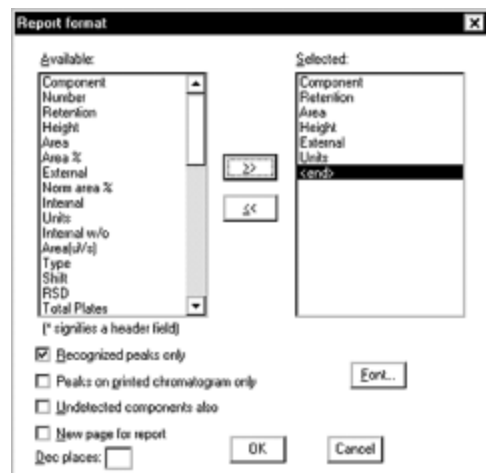 Report format
Available:
Component
Number
Retention
Height
Area
Area %
External
Norm area %
Internal
Units
Internal w/o
Area(uV/s)
Type
Shift
RSD
Total Plates
(* signifies a header field)
>>
<<
Selected:
Component
Retention
Area
Height
External
Units
<end>
Recognized peaks only
Peaks on printed chromatogram only
Undetected components also
New page for report
Dec places:
Font...
OK
Cancel